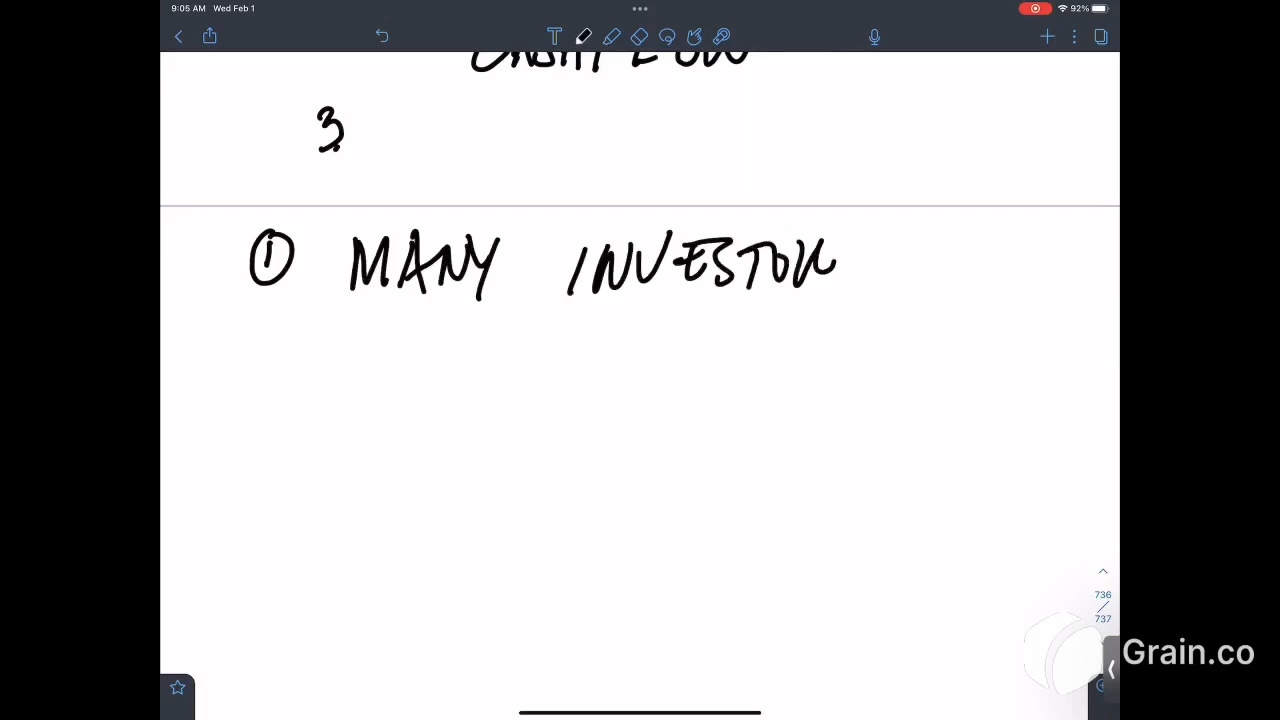 9:05 AM Wed Feb 1
92%
3.
① MANY INVESTOR
736
737
Grain.co